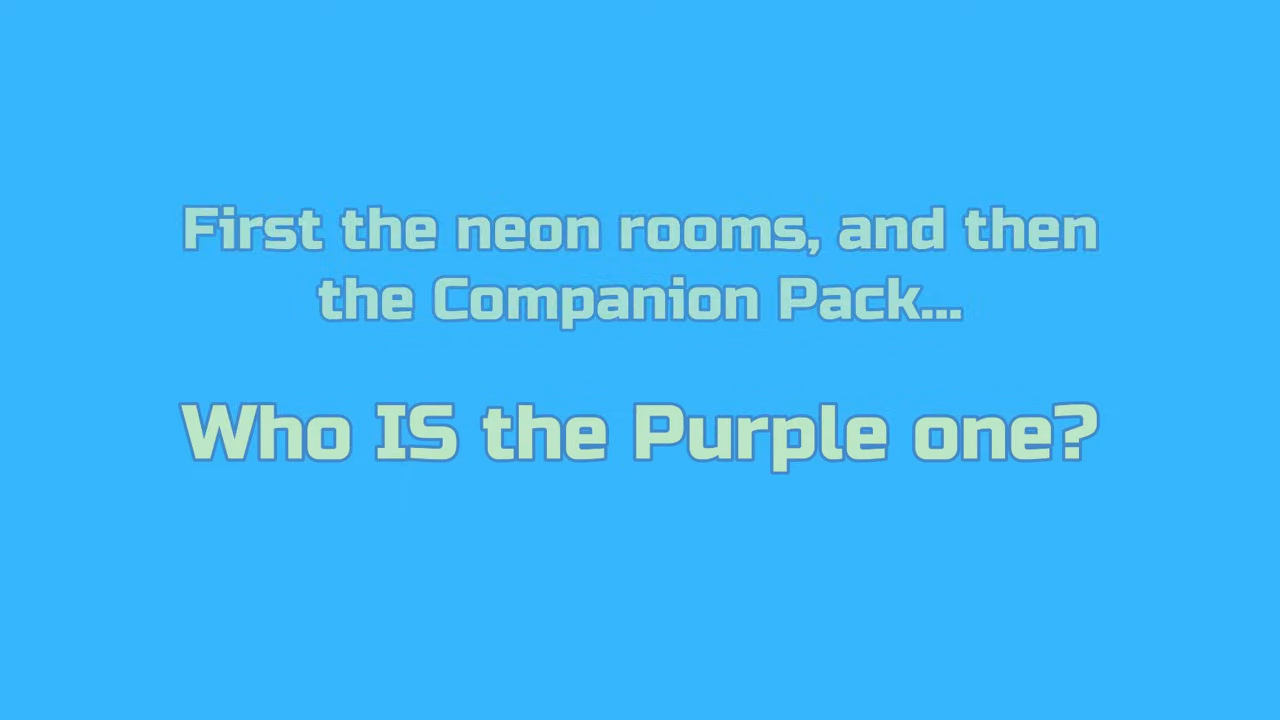 First the neon rooms, and then
the Companion Pack...
Who IS the Purple one?